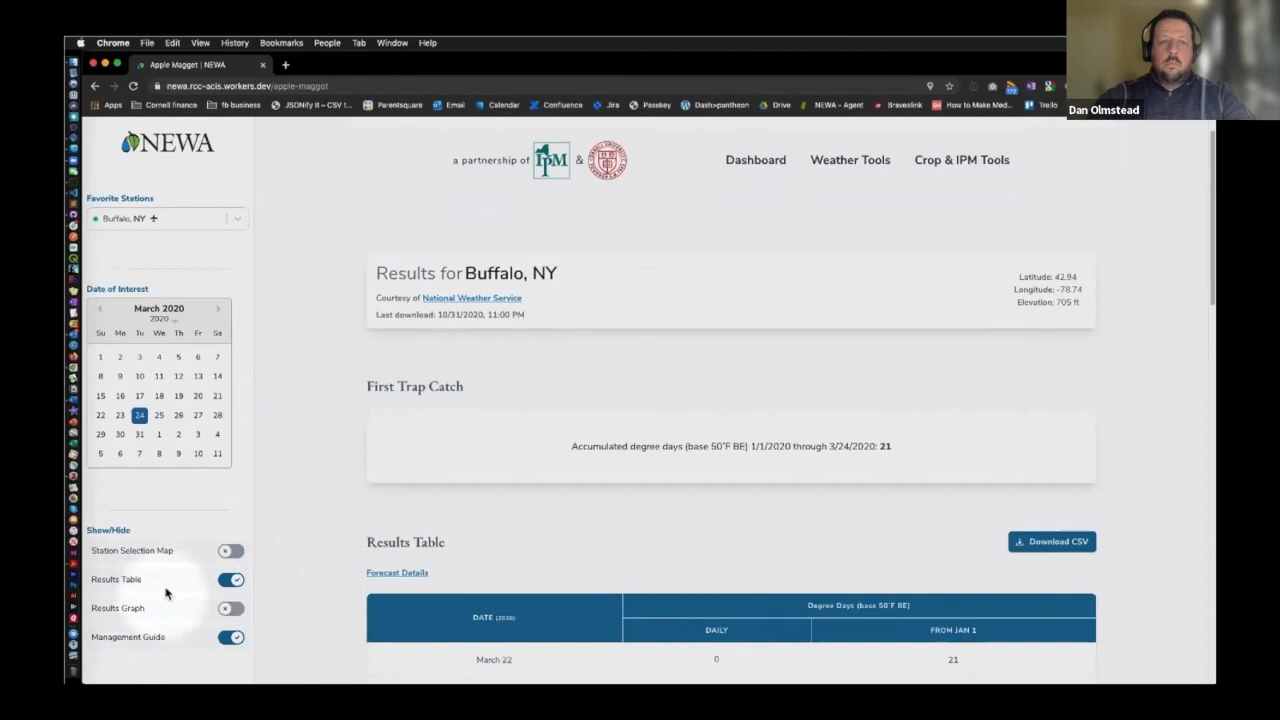 Chrome File Edit View History Bookmarks People Tab Window Help
Apple Maggot | NEWA
newa.rcc-acis.workers.dev/apple-maggot
Apps Cornell finance fb business JSONify It – CSV t... Parentsquare Email Calendar Confluence Jira Passkey Dash>pantheon Drive NEWA – Agent Braveslink How to Make Med... Trello
Dan Olmstead
NEWA
a partnership of IPM &
Dashboard Weather Tools Crop & IPM Tools
Favorite Stations
Buffalo, NY
Date of Interest
March 2020
2020
Su Mo Tu We Th Fr Sa
1 2 3 4 5 6 7
8 9 10 11 12 13 14
15 16 17 18 19 20 21
22 23 24 25 26 27 28
29 30 31 1 2 3 4
5 6 7 8 9 10 11
Show/Hide
Station Selection Map
Results Table
Results Graph
Management Guide
Results for Buffalo, NY
Courtesy of National Weather Service
Last download: 10/31/2020, 11:00 PM
Latitude: 42.94
Longitude: -78.74
Elevation: 705 ft
First Trap Catch
Accumulated degree days (base 50°F BE) 1/1/2020 through 3/24/2020: 21
Results Table
Download CSV
Forecast Details
DATE (2020)
Degree Days (base 50°F BE)
DAILY FROM JAN 1
March 22 0 21